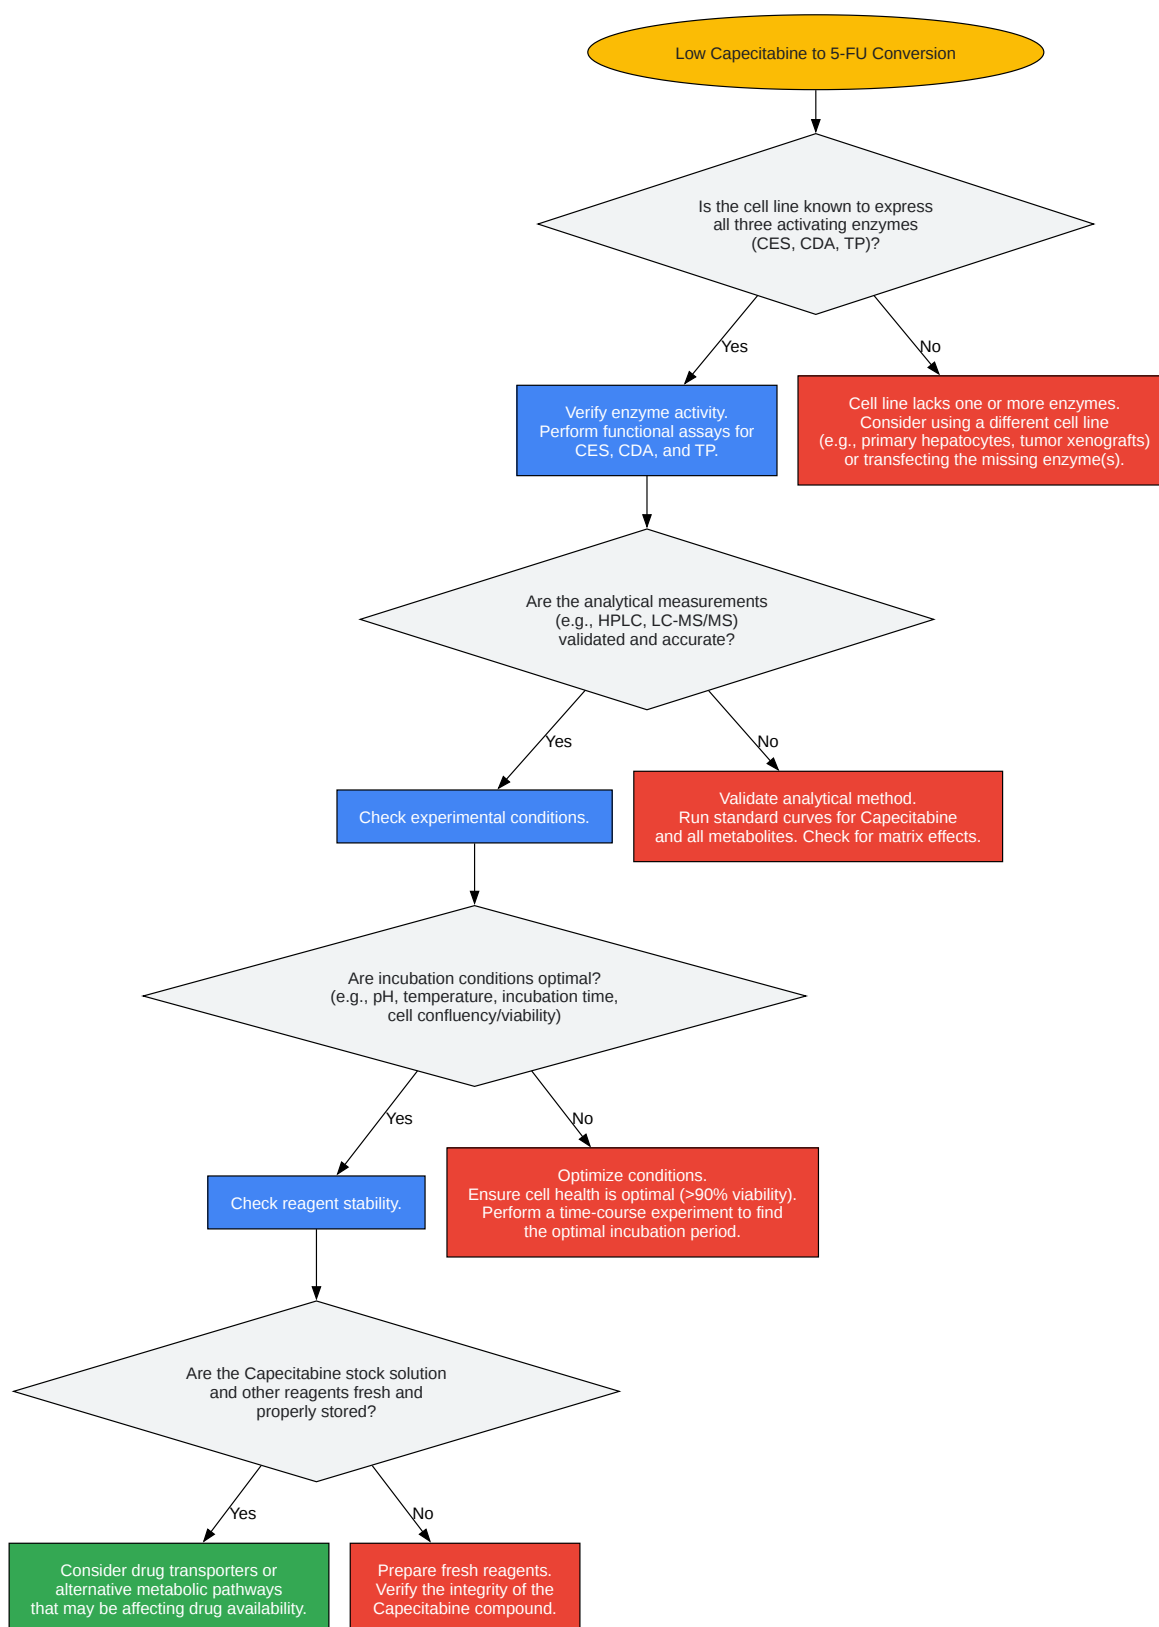 Low Capecitabine to 5-FU Conversion
Is the cell line known to express
all three activating enzymes
(CES, CDA, TP)?
Yes
No
Verify enzyme activity.
Perform functional assays for
CES, CDA, and TP.
Cell line lacks one or more enzymes.
Consider using a different cell line
(e.g., primary hepatocytes, tumor xenografts)
or transfecting the missing enzyme(s).
Are the analytical measurements
(e.g., HPLC, LC-MS/MS)
validated and accurate?
Yes
No
Check experimental conditions.
Validate analytical method.
Run standard curves for Capecitabine
and all metabolites. Check for matrix effects.
Are incubation conditions optimal?
(e.g., pH, temperature, incubation time,
cell confluency/viability)
Yes
No
Check reagent stability.
Optimize conditions.
Ensure cell health is optimal (>90% viability).
Perform a time-course experiment to find
the optimal incubation period.
Are the Capecitabine stock solution
and other reagents fresh and
properly stored?
Yes
No
Consider drug transporters or
alternative metabolic pathways
that may be affecting drug availability.
Prepare fresh reagents.
Verify the integrity of the
Capecitabine compound.